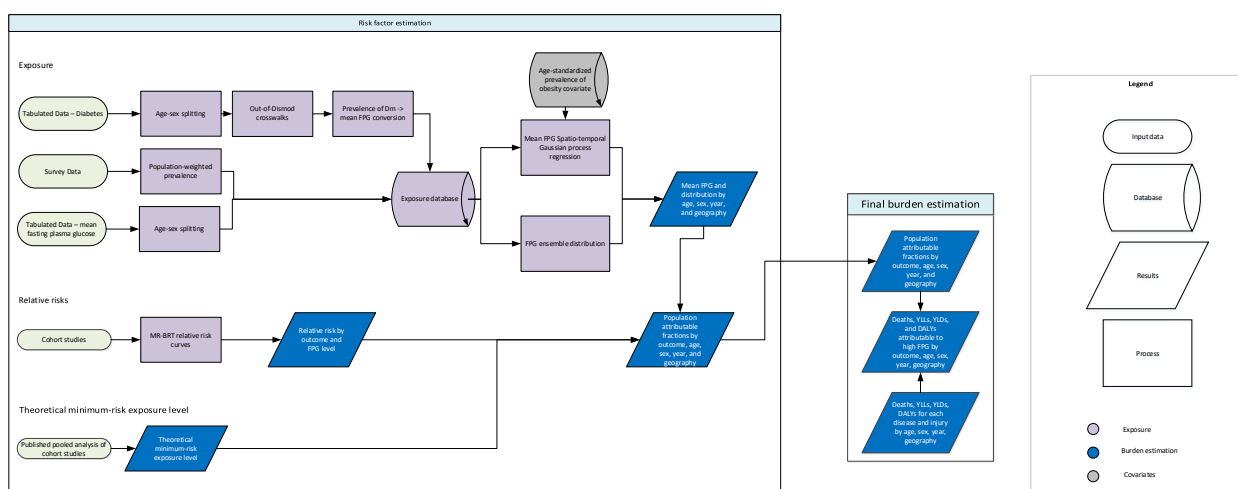 Risk factor estimation
Exposure
Tabulated Data – Diabetes
Age-sex splitting
Out-of-Dismod
crosswalks
Prevalence of Dm ->
mean FPG conversion
Age-standardized
prevalence of
obesity covariate
Survey Data
Population-weighted
prevalence
Tabulated Data – mean
fasting plasma glucose
Age-sex splitting
Exposure database
Mean FPG Spatio-temporal
Gaussian process
regression
FPG ensemble distribution
Mean FPG and
distribution by
age, sex, year,
and geography
Relative risks
Cohort studies
MR-BRT relative risk
curves
Relative risk by
outcome and
FPG level
Population
attributable
fractions by
outcome, age,
sex, year, and
geography
Theoretical minimum-risk exposure level
Published pooled analysis of
cohort studies
Theoretical
minimum-risk
exposure level
Final burden estimation
Population
attributable
fractions by
outcome, age, sex,
year, and
geography
Deaths, YLLs, YLDs,
and DALYs
attributable to
high FPG by
outcome, age, sex,
year, geography
Deaths, YLLs, YLDs,
DALYs for each
disease and injury
by age, sex, year,
geography
Legend
Input data
Database
Results
Process
Exposure
Burden estimation
Covariates